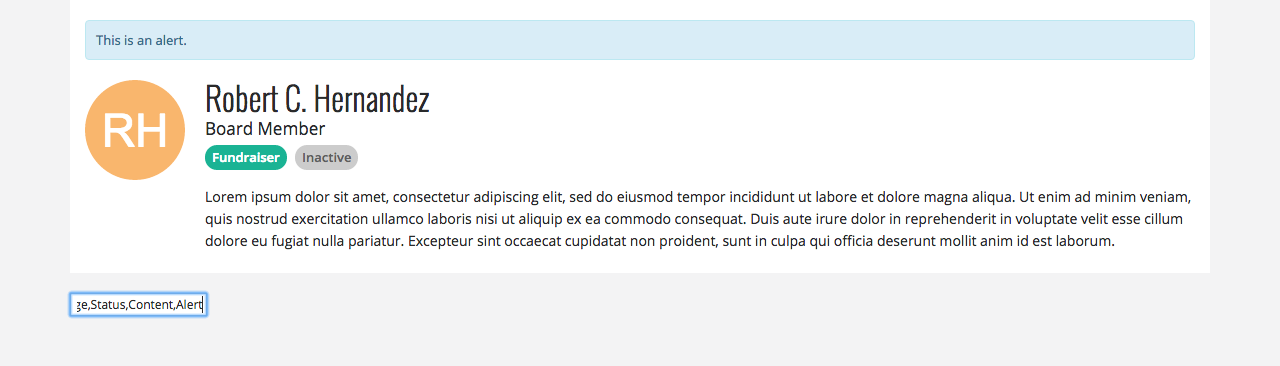 This is an alert.
RH
Robert C. Hernandez
Board Member
Fundraiser Inactive
Lorem ipsum dolor sit amet, consectetur adipiscing elit, sed do eiusmod tempor incididunt ut labore et dolore magna aliqua. Ut enim ad minim veniam,
quis nostrud exercitation ullamco laboris nisi ut aliquip ex ea commodo consequat. Duis aute irure dolor in reprehenderit in voluptate velit esse cillum
dolore eu fugiat nulla pariatur. Excepteur sint occaecat cupidatat non proident, sunt in culpa qui officia deserunt mollit anim id est laborum.
ge,Status,Content,Alert